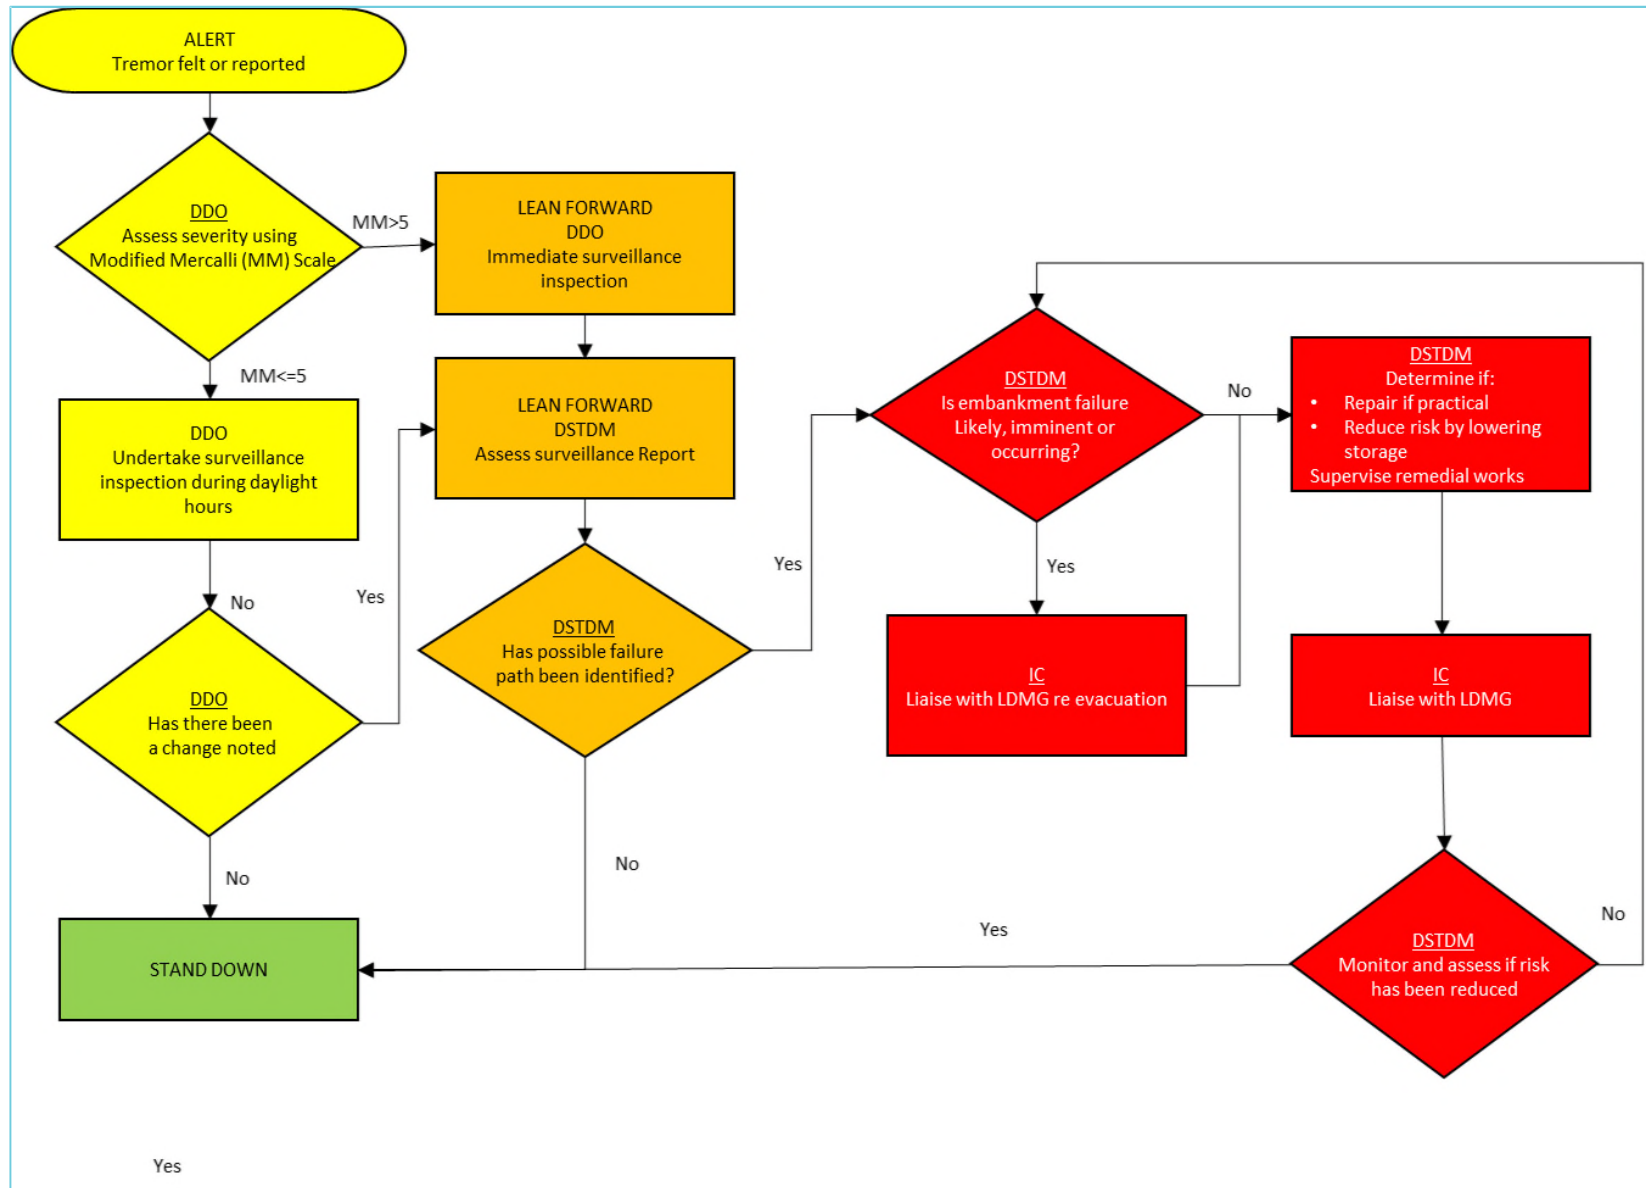 ALERT
Tremor felt or reported
DDO
Assess severity using
Modified Mercalli (MM) Scale
MM>5
LEAN FORWARD
DDO
Immediate surveillance
inspection
MM<=5
DDO
Undertake surveillance
inspection during daylight
hours
LEAN FORWARD
DSTDM
Assess surveillance Report
No
Yes
DDO
Has there been
a change noted
No
STAND DOWN
DSTDM
Has possible failure
path been identified?
Yes
No
DSTDM
Is embankment failure
Likely, imminent or
occurring?
No
Yes
IC
Liaise with LDMG re evacuation
DSTDM
Determine if:
• Repair if practical
• Reduce risk by lowering
storage
Supervise remedial works
IC
Liaise with LDMG
DSTDM
Monitor and assess if risk
has been reduced
No
Yes
Yes